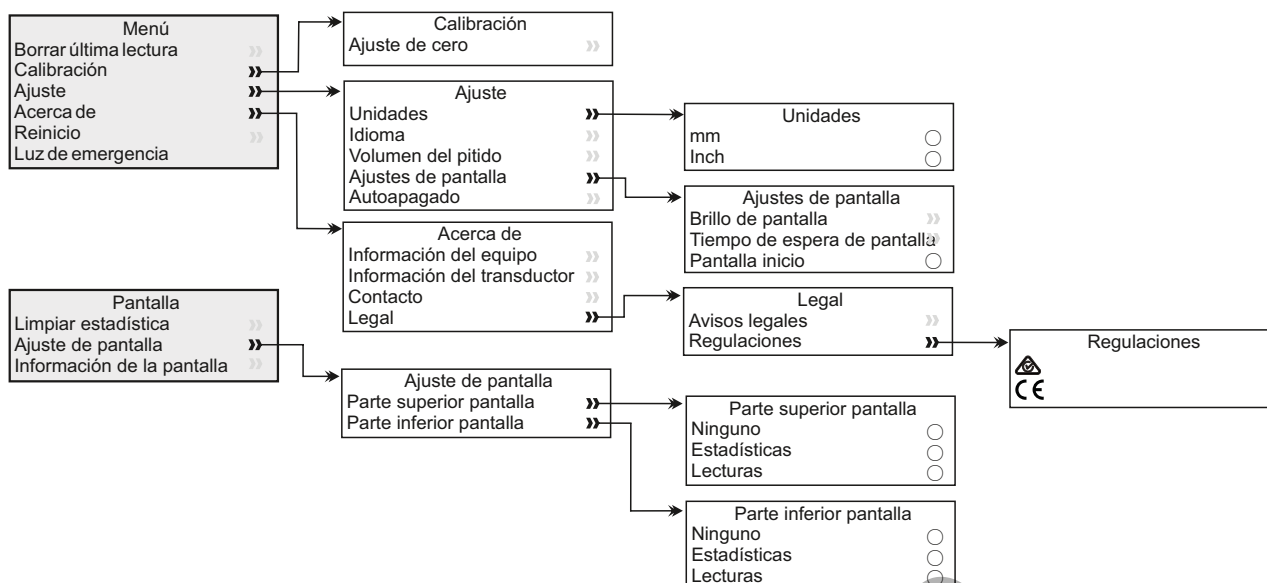 Menú
Borrar última lectura
Calibración
Ajuste
Acerca de
Reinicio
Luz de emergencia
Calibración
Ajuste de cero
Ajuste
Unidades
Idioma
Volumen del pitido
Ajustes de pantalla
Autoapagado
Unidades
mm
Inch
Ajustes de pantalla
Brillo de pantalla
Tiempo de espera de pantalla
Pantalla inicio
Acerca de
Información del equipo
Información del transductor
Contacto
Legal
Legal
Avisos legales
Regulaciones
Regulaciones
CE
Pantalla
Limpiar estadística
Ajuste de pantalla
Información de la pantalla
Ajuste de pantalla
Parte superior pantalla
Parte inferior pantalla
Parte superior pantalla
Ninguno
Estadísticas
Lecturas
Parte inferior pantalla
Ninguno
Estadísticas
Lecturas